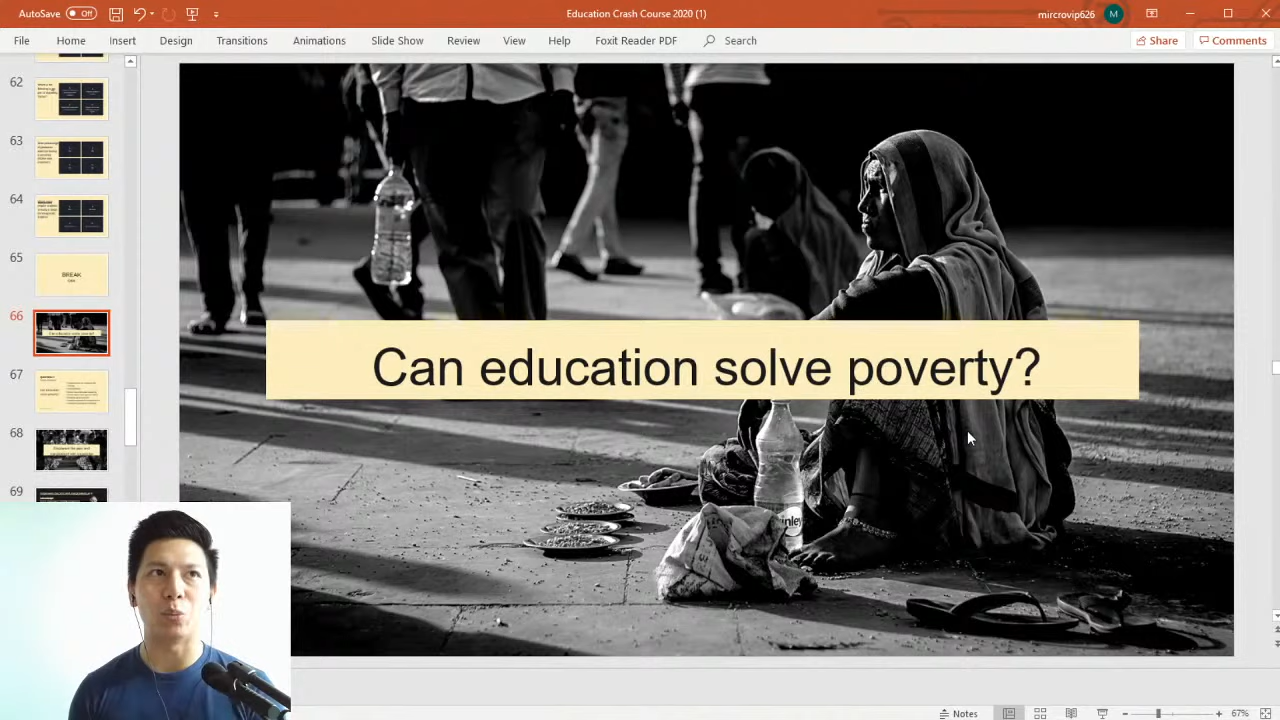 AutoSave Off
Education Crash Course 2020 (1)
mircrovip626
M
File Home Insert Design Transitions Animations Slide Show Review View Help Foxit Reader PDF Search
Share Comments
62
63
64
65
BREAK
66
67
68
69
Can education solve poverty?
inley
Notes
67%